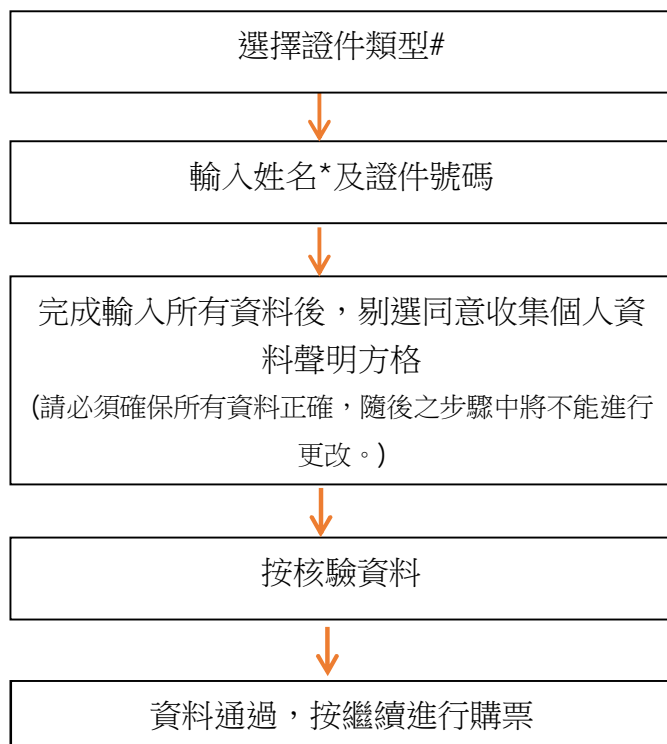 選擇證件類型#
輸入姓名*及證件號碼
完成輸入所有資料後，剔選同意收集個人資
料聲明方格
(請必須確保所有資料正確，隨後之步驟中將不能進行
更改。)
按核驗資料
資料通過，按繼續進行購票